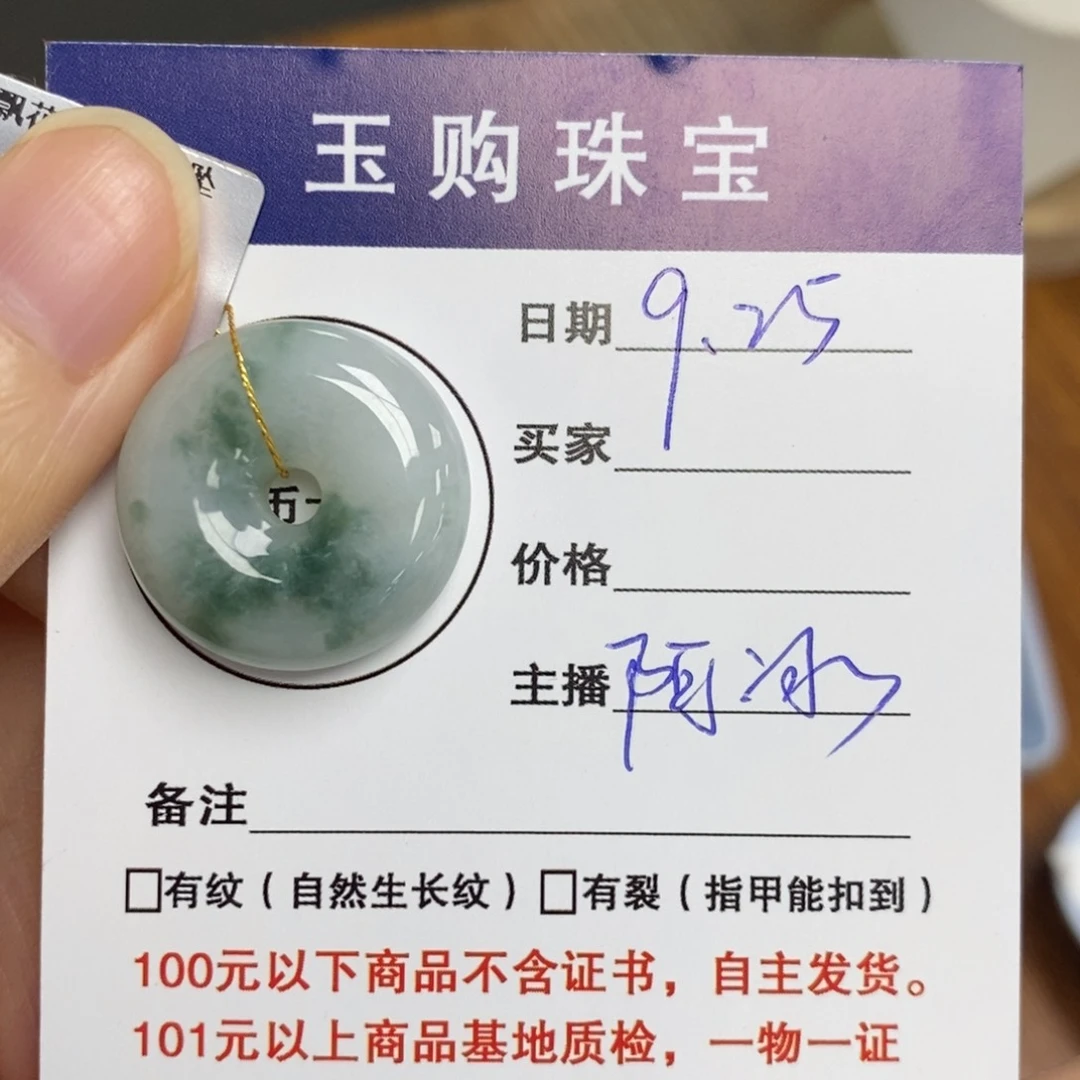 飘花
坠
玉购珠宝
日期 9.25
买家
价格
主播 阿冰
备注
□有纹（自然生长纹）□有裂（指甲能扣到）
100元以下商品不含证书，自主发货。
101元以上商品基地质检，一物一证